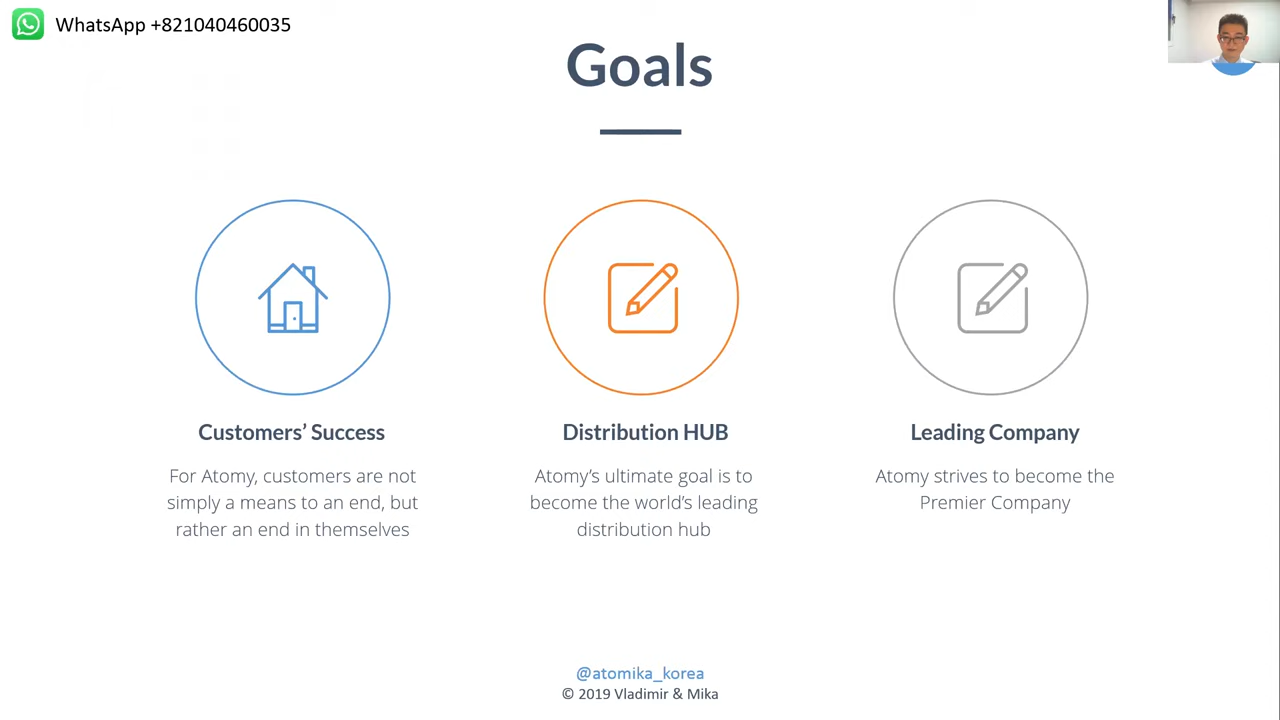 WhatsApp +821040460035
Goals
Customers’ Success
For Atomy, customers are not
simply a means to an end, but
rather an end in themselves
Distribution HUB
Atomy’s ultimate goal is to
become the world’s leading
distribution hub
Leading Company
Atomy strives to become the
Premier Company
@atomika_korea
© 2019 Vladimir & Mika